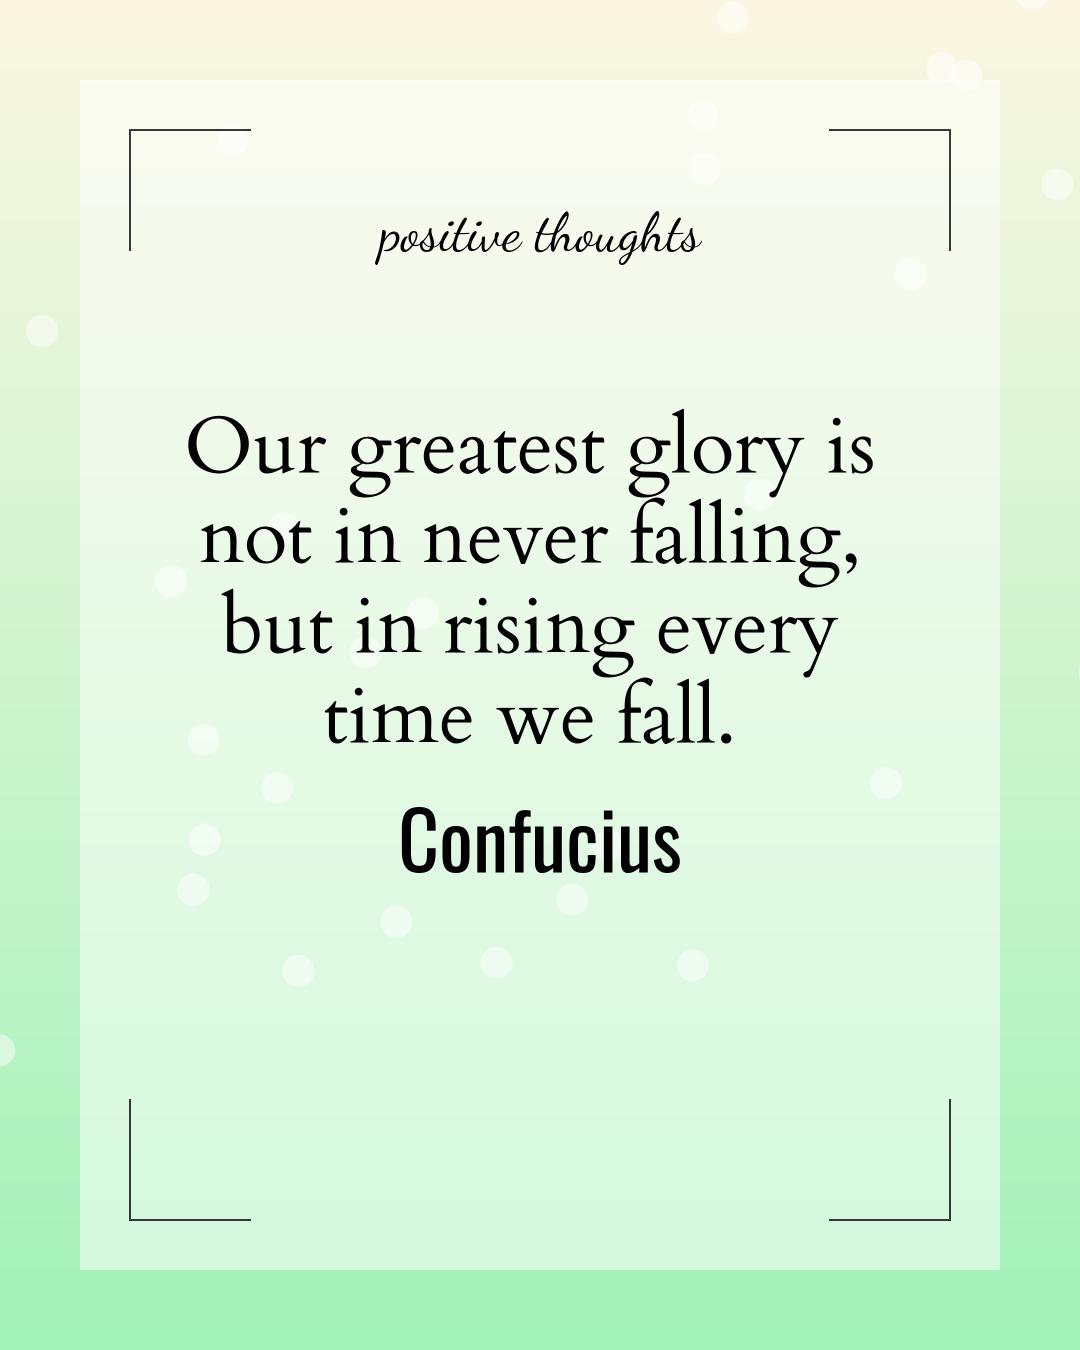 positive thoughts
Our greatest glory is
not in never falling,
but in rising every
time we fall.
Confucius